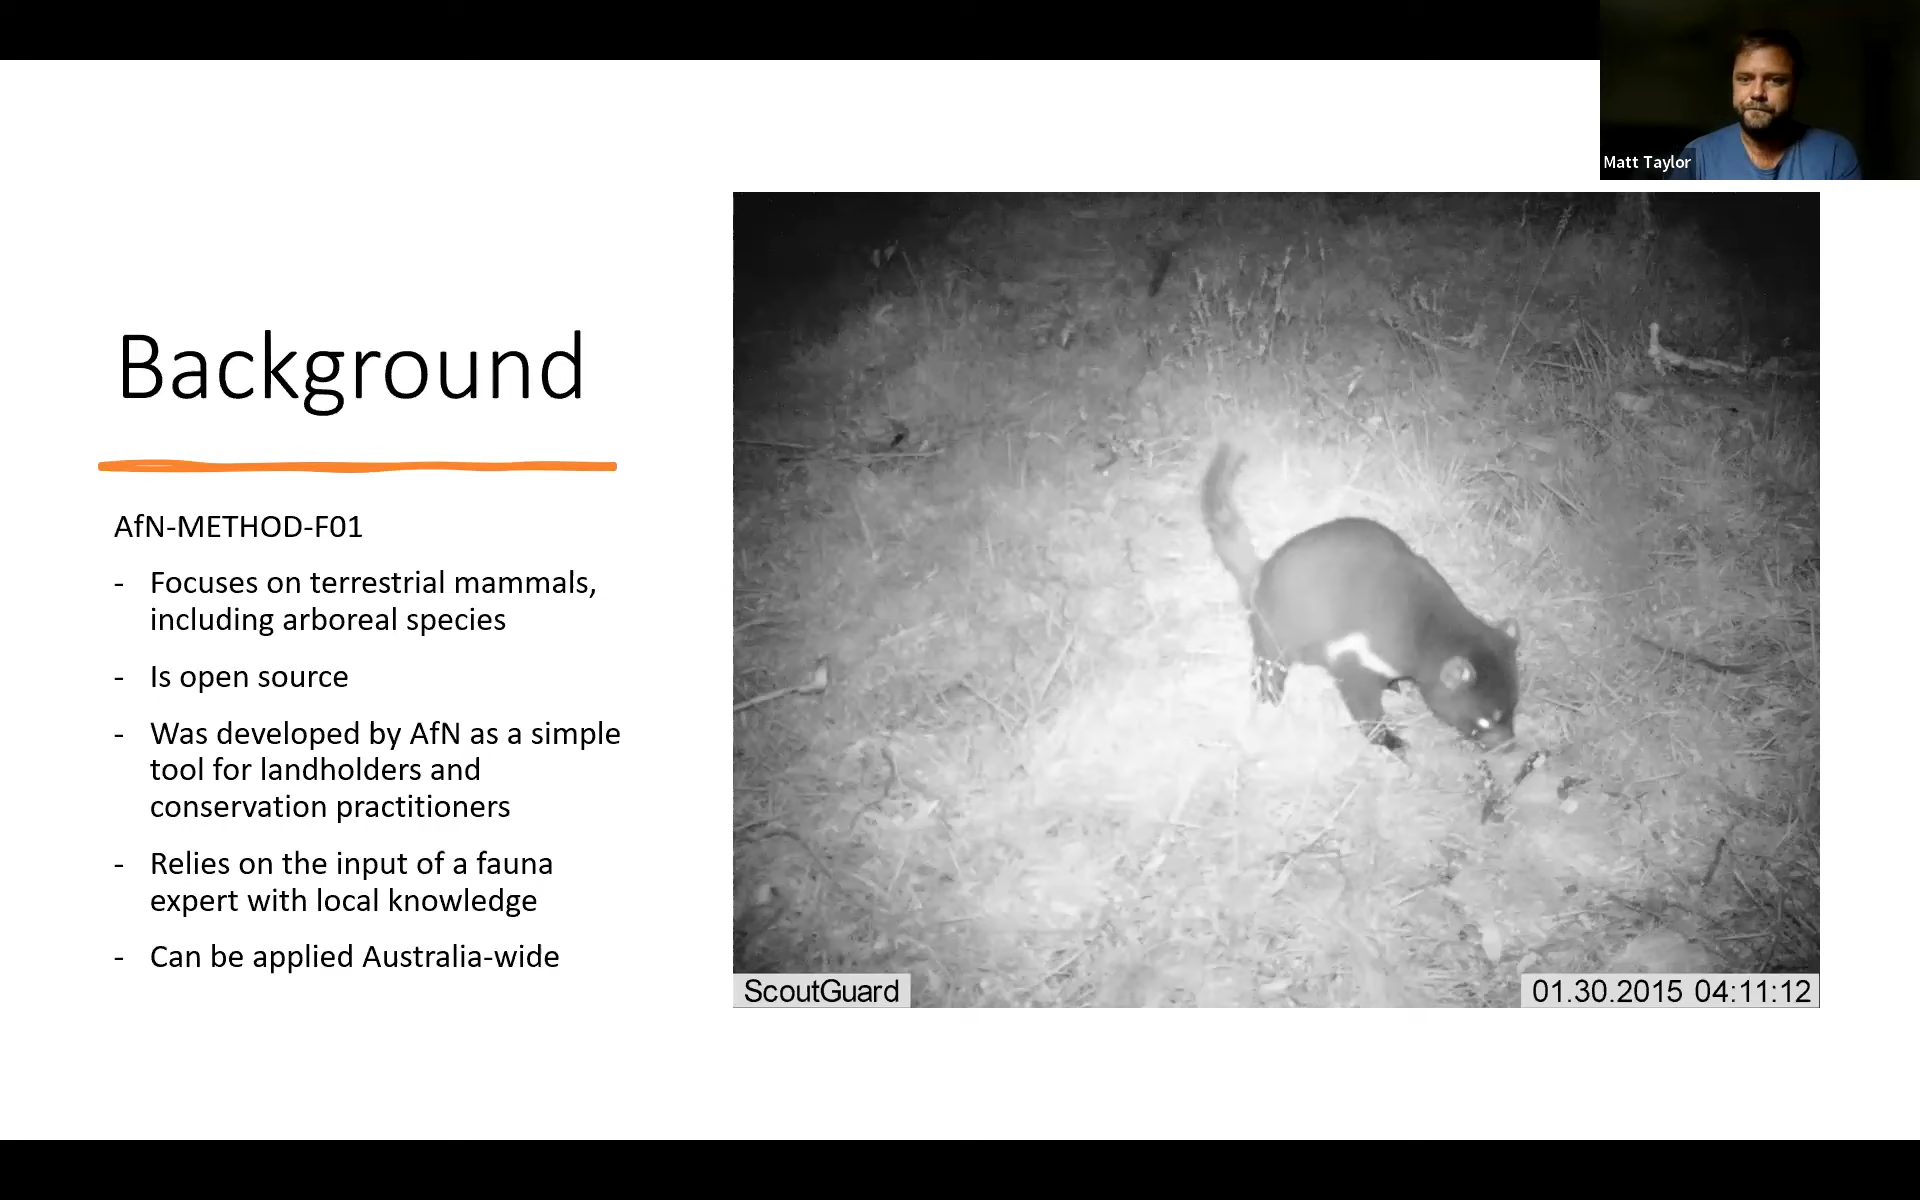 Matt Taylor
Background
AfN-METHOD-F01
- Focuses on terrestrial mammals,
including arboreal species
- Is open source
- Was developed by AfN as a simple
tool for landholders and
conservation practitioners
- Relies on the input of a fauna
expert with local knowledge
- Can be applied Australia-wide
ScoutGuard
01.30.2015 04:11:12